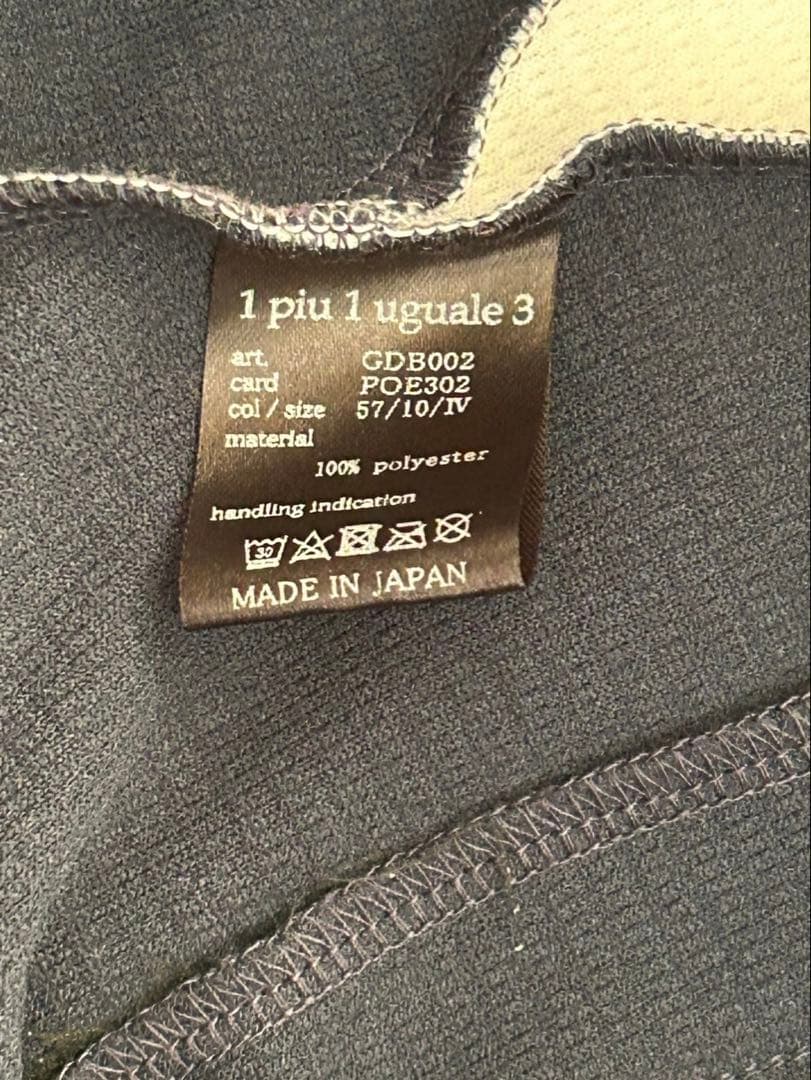 1 piu 1 uguale 3
art. GDB002
card POE302
col / size 57/10/IV
material
100% polyester
handling indication
30
MADE IN JAPAN